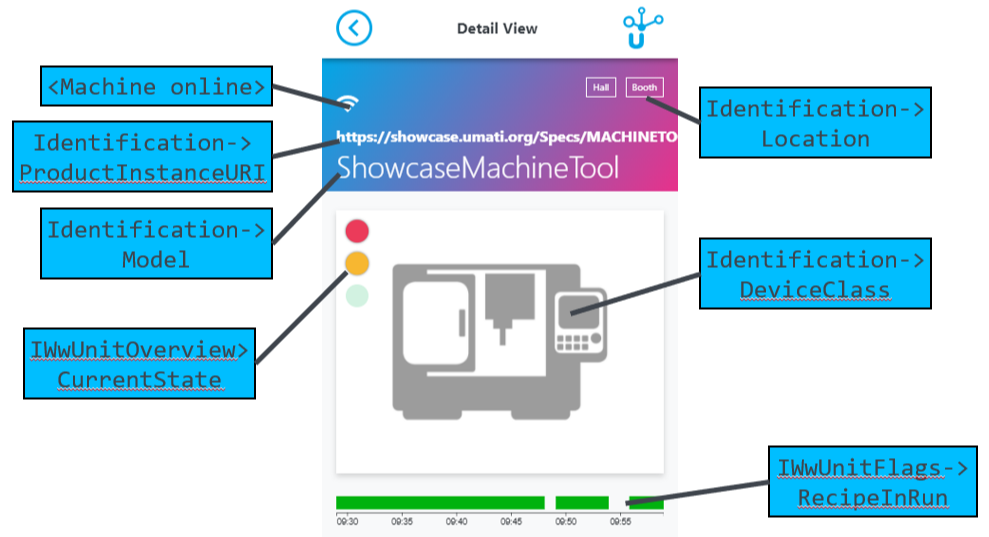 Detail View
<Machine online>
Hall
Booth
Identification->
Location
Identification->
ProductInstanceURI
https://showcase.umati.org/Specs/MACHINETO
ShowcaseMachineTool
Identification->
Model
Identification->
DeviceClass
IWwUnitOverview>
CurrentState
IWwUnitFlags->
RecipeInRun
09:30 09:35 09:40 09:45 09:50 09:55